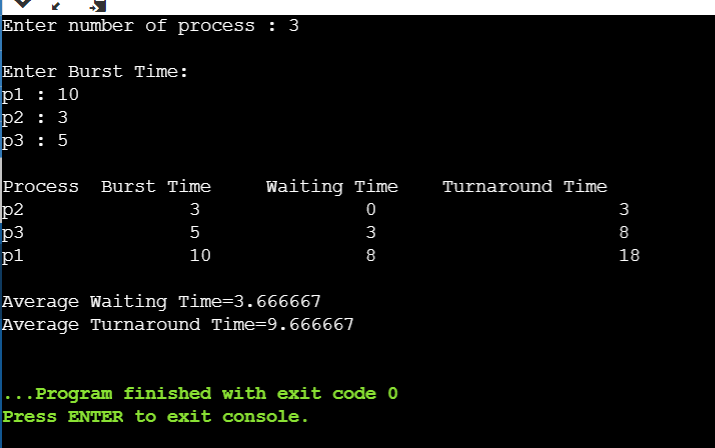 Enter number of process : 3
Enter Burst Time:
p1 : 10
p2 : 3
p3 : 5
Process  Burst Time     Waiting Time    Turnaround Time
p2               3               0                      3
p3               5               3                      8
p1               10              8                      18
Average Waiting Time=3.666667
Average Turnaround Time=9.666667
...Program finished with exit code 0
Press ENTER to exit console.